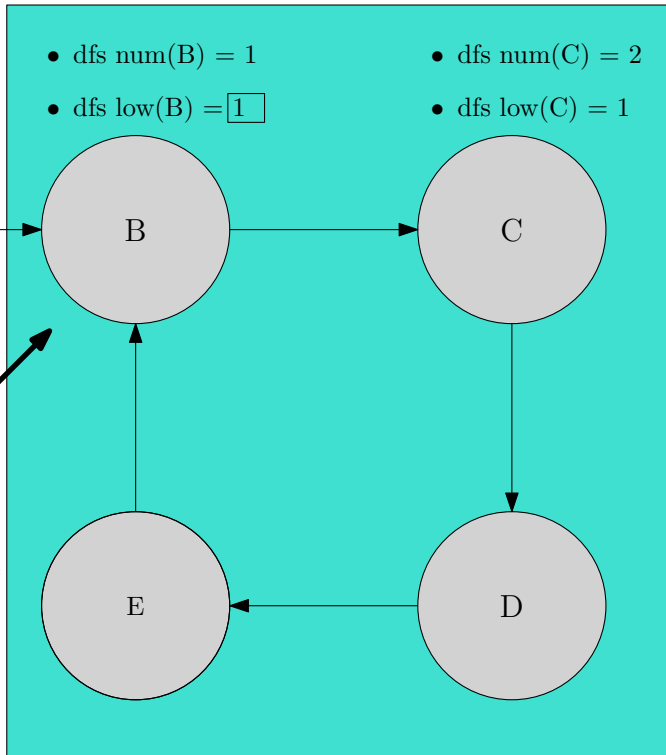 • dfs num(B) = 1
• dfs num(C) = 2
• dfs low(B) = 1
• dfs low(C) = 1
B
C
E
D